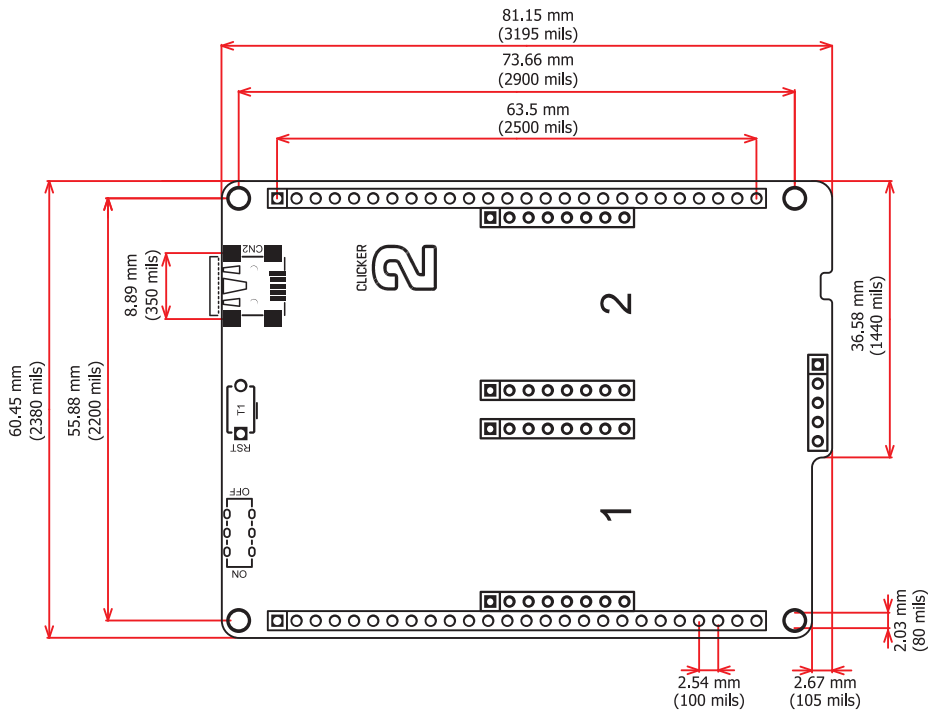 81.15 mm
(3195 mils)
73.66 mm
(2900 mils)
63.5 mm
(2500 mils)
60.45 mm
(2380 mils)
55.88 mm
(2200 mils)
8.89 mm
(350 mils)
CN2
CLICKER
2
2
36.58 mm
(1440 mils)
T1
RST
OFF
ON
1
2.03 mm
(80 mils)
2.54 mm
(100 mils)
2.67 mm
(105 mils)